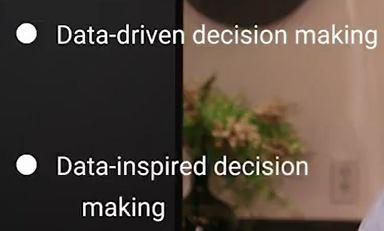 Data-driven decision making
Data-inspired decision
making